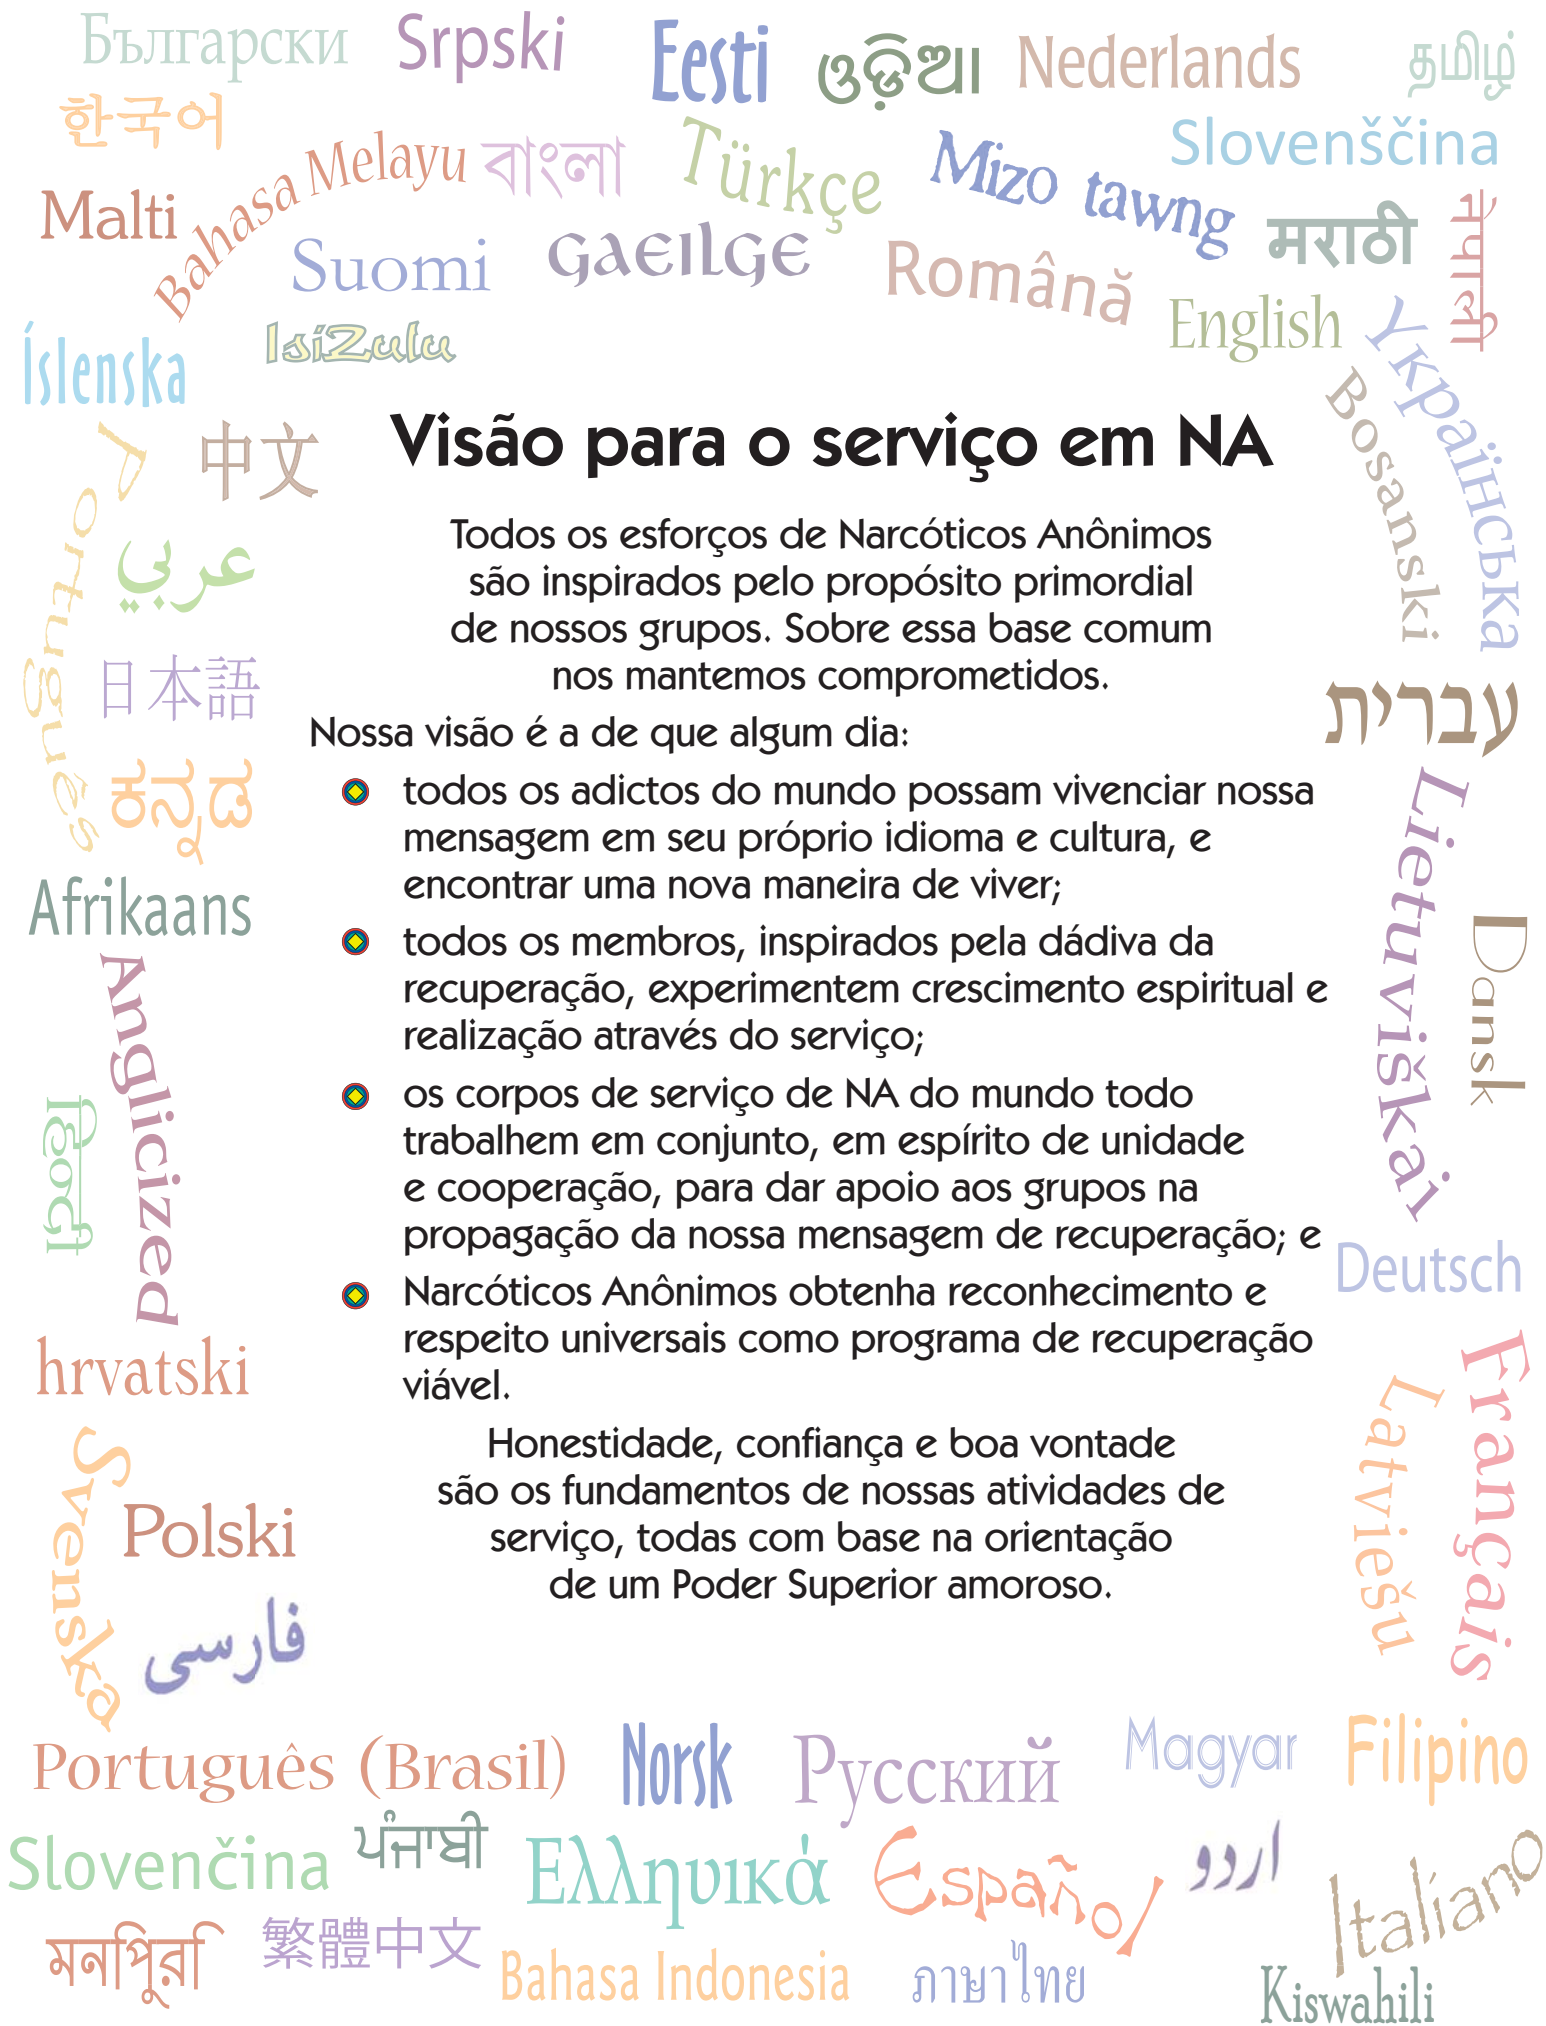 Български
Srpski
Eesti
ଓଡ଼ିଆ
Nederlands
தமிழ்
한국어
Bahasa Melayu
বাংলা
Türkçe
Mizo tawng
Slovenščina
Malti
Suomi
Gaeilge
Română
मराठी
नेपाली
Íslenska
IsiZulu
English
Українська
Bosanski
中文
Português
عربي
日本語
ಕನ್ನಡ
Afrikaans
Anglicized
हिन्दी
hrvatski
Svenska
Polski
فارسی
Visão para o serviço em NA
Todos os esforços de Narcóticos Anônimos
são inspirados pelo propósito primordial
de nossos grupos. Sobre essa base comum
nos mantemos comprometidos.
Nossa visão é a de que algum dia:
todos os adictos do mundo possam vivenciar nossa
mensagem em seu próprio idioma e cultura, e
encontrar uma nova maneira de viver;
todos os membros, inspirados pela dádiva da
recuperação, experimentem crescimento espiritual e
realização através do serviço;
os corpos de serviço de NA do mundo todo
trabalhem em conjunto, em espírito de unidade
e cooperação, para dar apoio aos grupos na
propagação da nossa mensagem de recuperação; e
Narcóticos Anônimos obtenha reconhecimento e
respeito universais como programa de recuperação
viável.
Honestidade, confiança e boa vontade
são os fundamentos de nossas atividades de
serviço, todas com base na orientação
de um Poder Superior amoroso.
עברית
Lietuviškai
Dansk
Deutsch
Français
Latviešu
Português (Brasil)
Norsk
Русский
Magyar
Filipino
Slovenčina
ਪੰਜਾਬੀ
Ελληνικά
Español
اردو
Italiano
মনিপুরি
繁體中文
Bahasa Indonesia
ภาษาไทย
Kiswahili